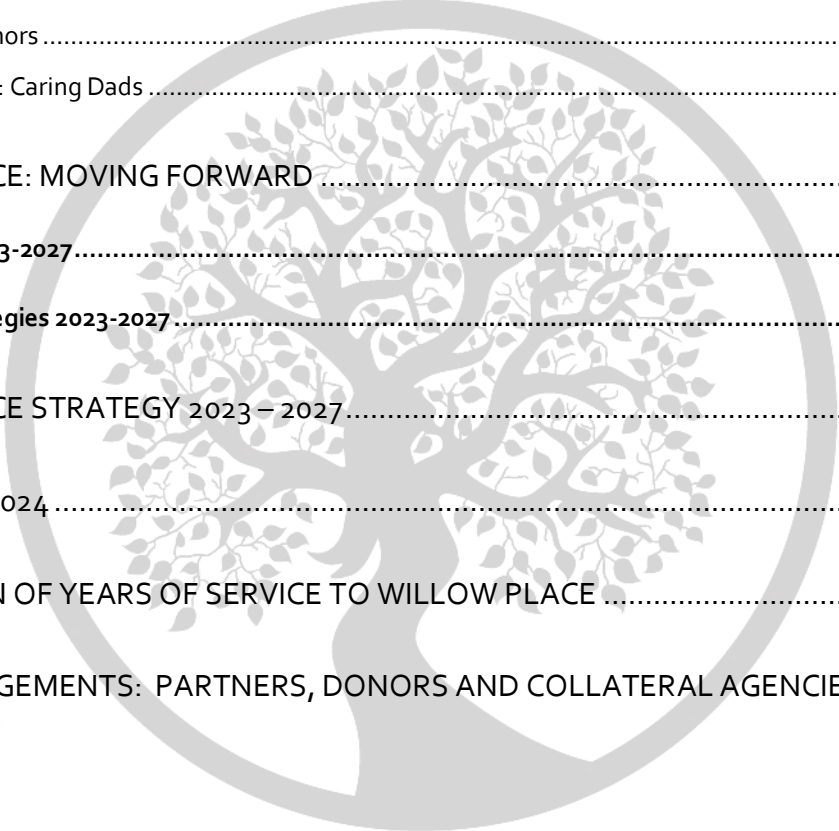 nors ....................
: Caring Dads ....................
CE: MOVING FORWARD ....................
3-2027....................
egies 2023-2027 ....................
CE STRATEGY 2023 – 2027....................
024 ....................
N OF YEARS OF SERVICE TO WILLOW PLACE ....................
GEMENTS:  PARTNERS, DONORS AND COLLATERAL AGENCIE